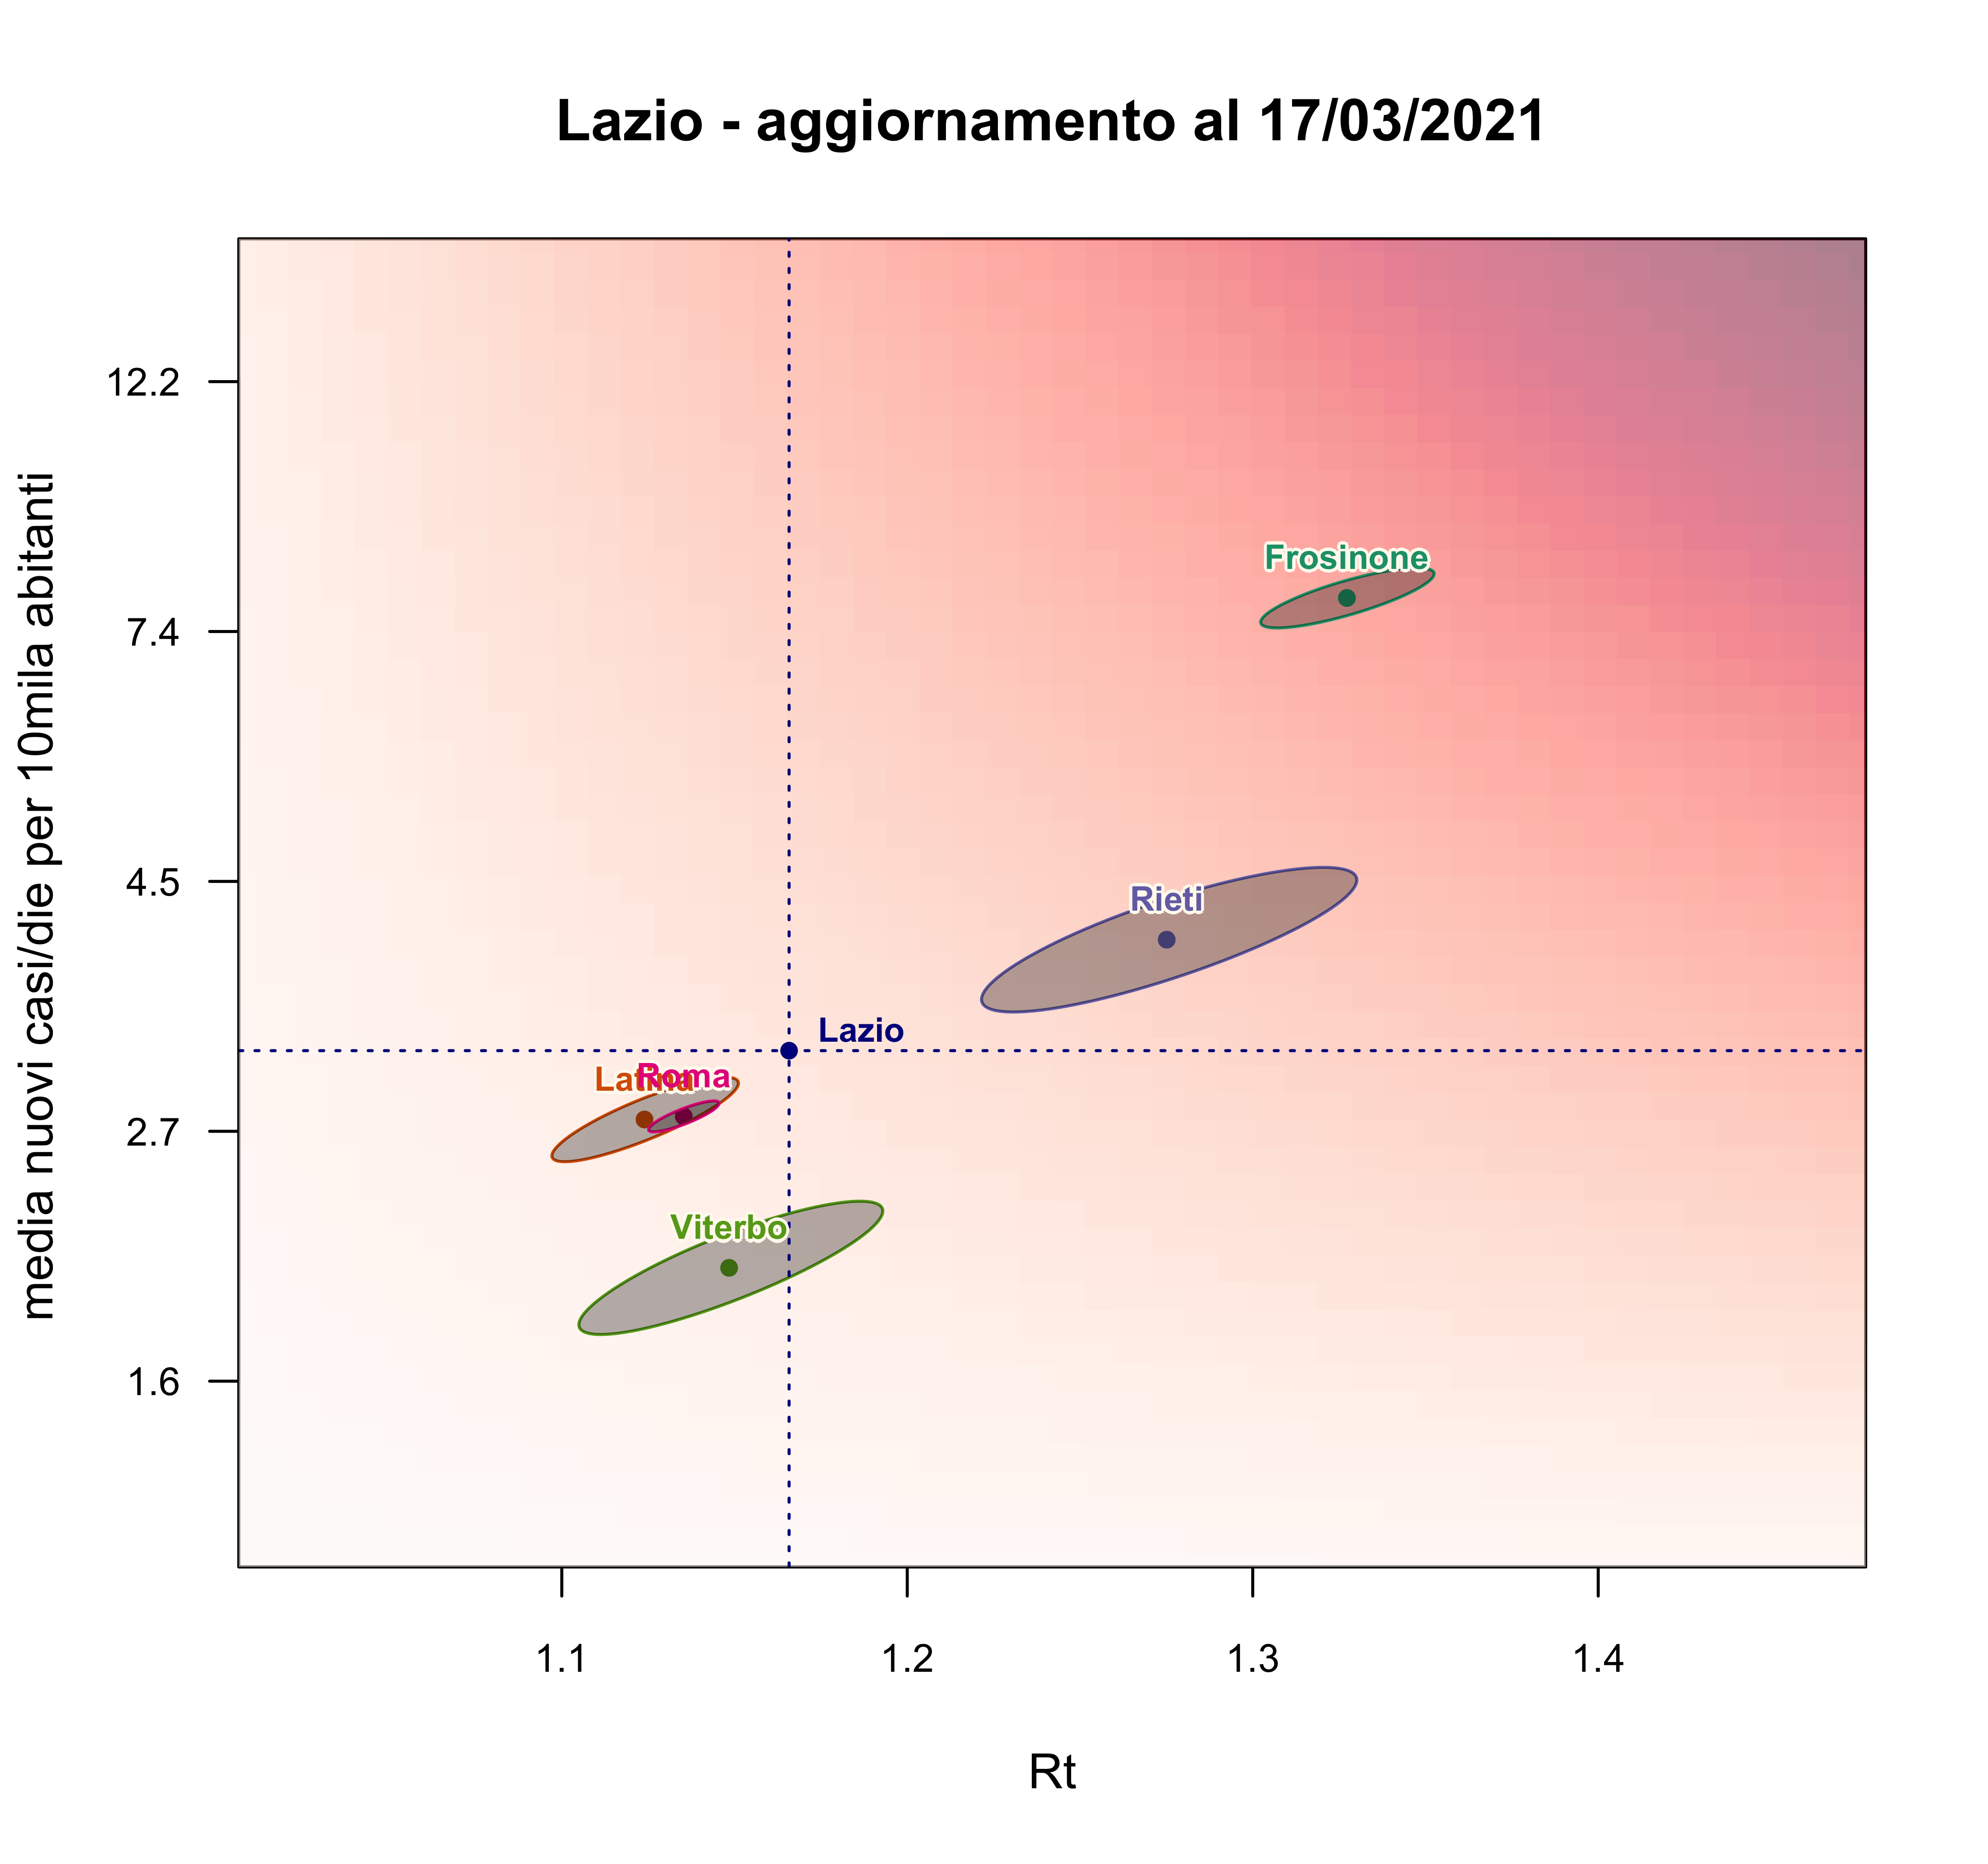 Lazio - aggiornamento al 17/03/2021
media nuovi casi/die per 10mila abitanti
12.2
7.4
4.5
2.7
1.6
Frosinone
Rieti
Lazio
Latina
Roma
Viterbo
1.1
1.2
1.3
1.4
Rt